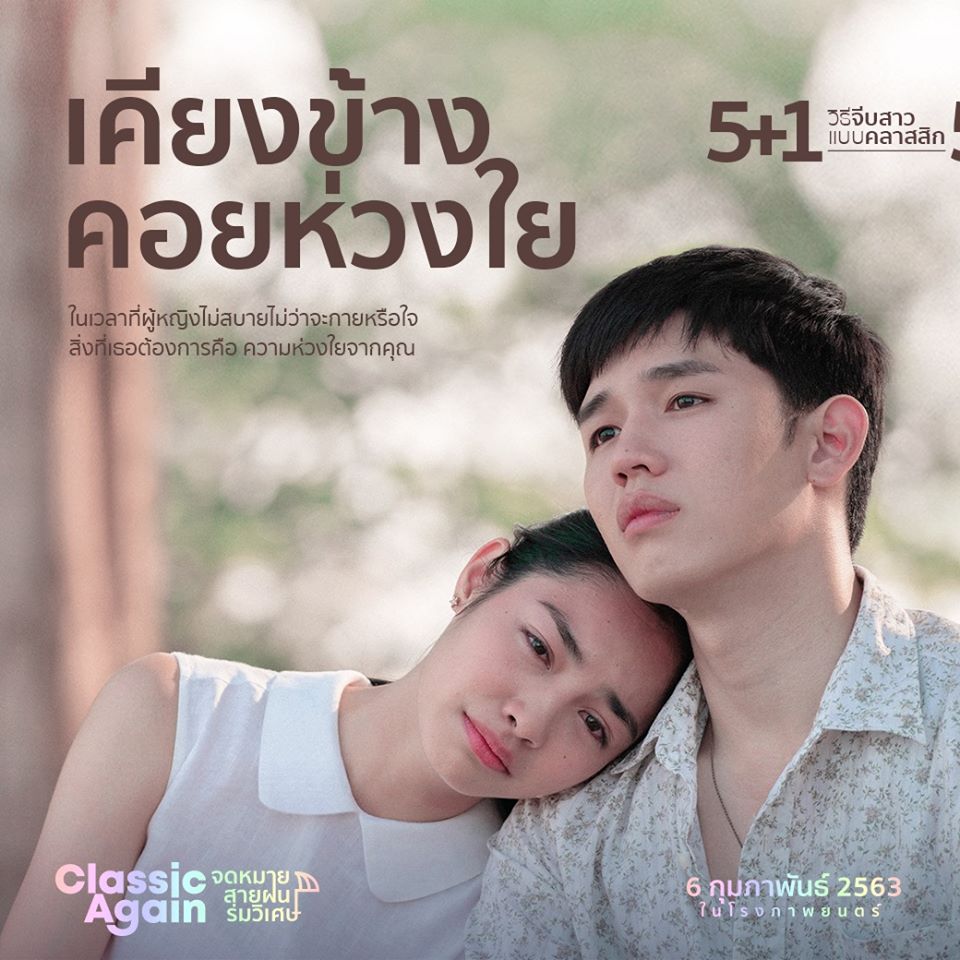 เคียงข้าง
คอยห่วงใย
5+1 วิธีจีบสาว
แบบคลาสสิก
ในเวลาที่ผู้หญิงไม่สบายไม่ว่าจะกายหรือใจ
สิ่งที่เธอต้องการคือ ความห่วงใยจากคุณ
Classic
Again
จดหมาย
สายฝน
ร่มวิเศษ
6 กุมภาพันธ์ 2563
ในโรงภาพยนตร์